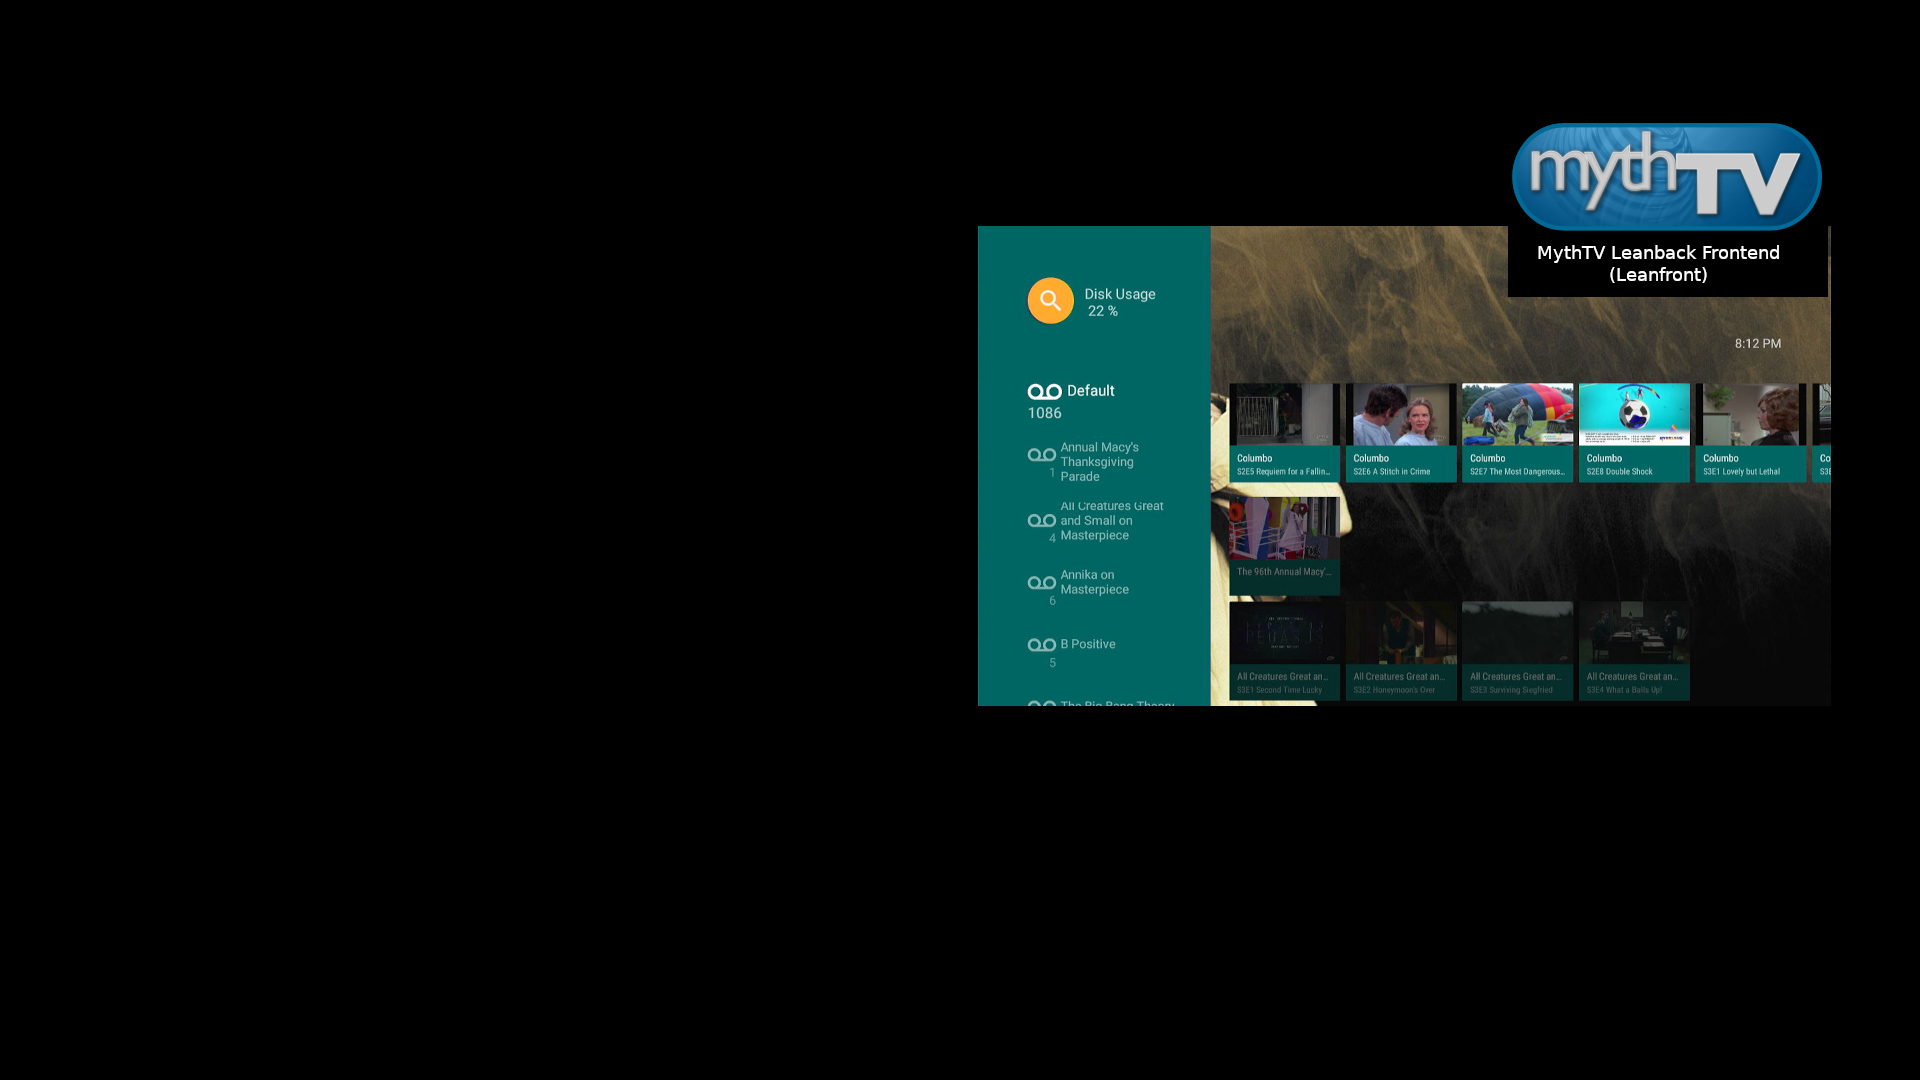 mythTV
MythTV Leanback Frontend
(Leanfront)
Disk Usage
22 %
8:12 PM
Default
1086
Annual Macy's
Thanksgiving
Parade
1
All Creatures Great
and Small on
Masterpiece
4
Annika on
Masterpiece
6
B Positive
5
The Big Bang Theory
Columbo
S2E5 Requiem for a Fallin...
Columbo
S2E6 A Stitch in Crime
Columbo
S2E7 The Most Dangerous...
Columbo
S2E8 Double Shock
Columbo
S3E1 Lovely but Lethal
Co
S3E
The 96th Annual Macy'...
All Creatures Great an...
S3E1 Second Time Lucky
All Creatures Great an...
S3E2 Honeymoon's Over
All Creatures Great an...
S3E3 Surviving Siegfried
All Creatures Great an...
S3E4 What a Balls Up!